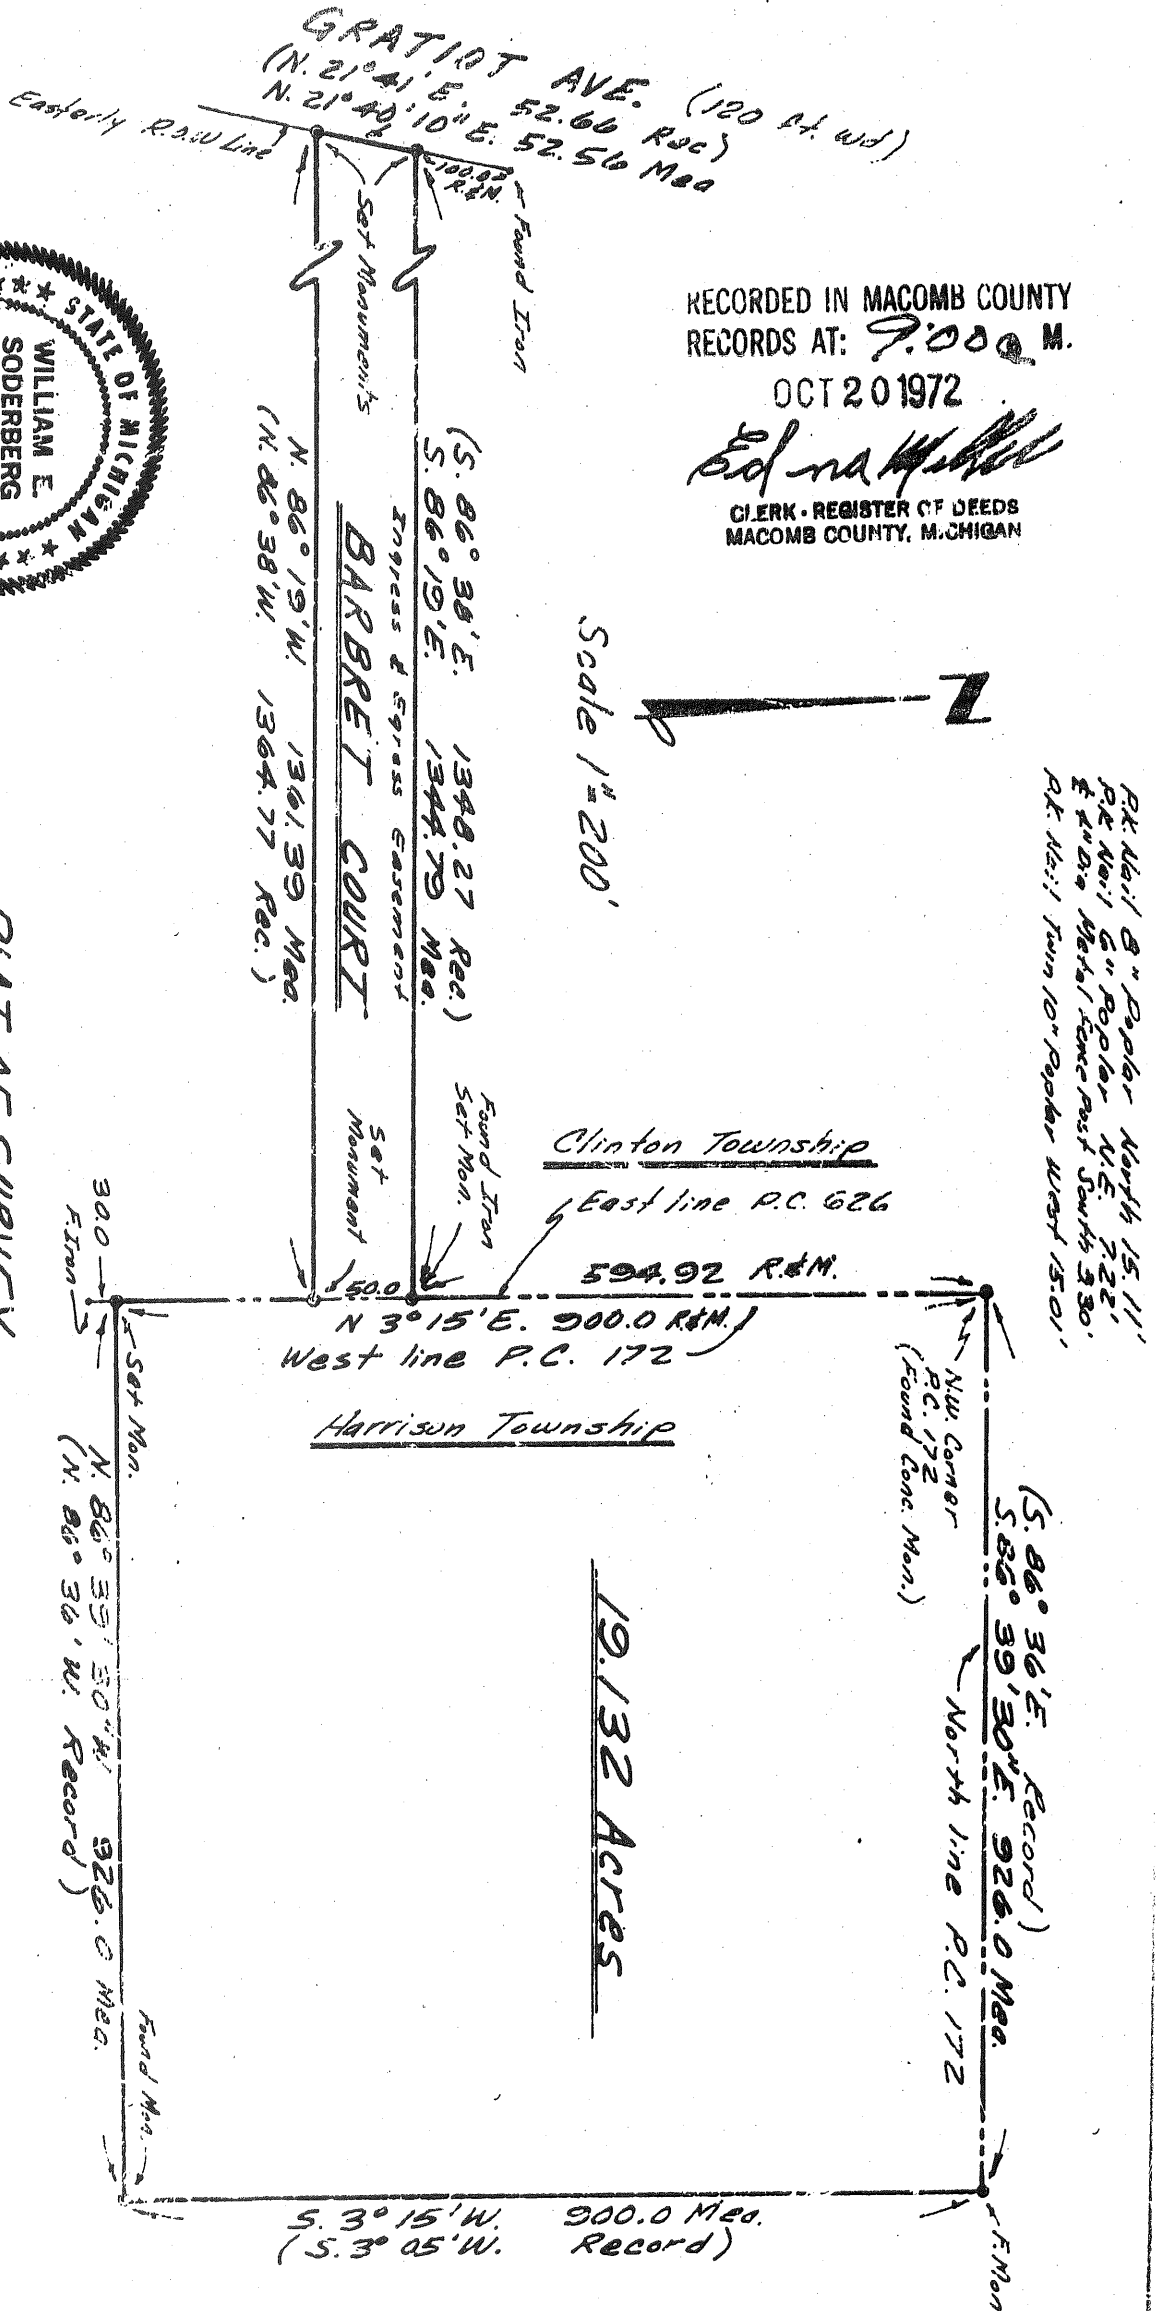 GRATIOT AVE. (120 ft. wd)
(N. 21° 41' E. 52.66 Rec)
N. 21° 40' 10" E. 52.56 Mea
Easterly R.O.W Line
100.02
R.&M.
Found Iron
Set Monuments
STATE OF MICHIGAN
WILLIAM E.
SODERBERG
RECORDED IN MACOMB COUNTY
RECORDS AT: 9:00 a M.
OCT 20 1972
Edna Miller
CLERK - REGISTER OF DEEDS
MACOMB COUNTY, MICHIGAN
(S. 86° 38' E. 1348.27 Rec.)
S. 86° 19' E. 1344.79 Mea.
Ingress & Egress Easement
BARBRET COURT
N. 86° 19' W. 1361.39 Mea.
(N. 86° 38' W. 1364.77 Rec.)
Scale 1" = 200'
N
P.K. Nail 8" Poplar North 15.11'
P.K. Nail 6" Poplar N.E. 7.22'
℄ 4" Dia Metal Fence Post South 3.30'
P.K. Nail Twin 10" Poplar West 15.01'
Found Iron
Set Mon.
Set
Monument
Clinton Township
East line P.C. 626
594.92 R.&M.
50.0
N 3° 15' E. 900.0 R.&M.
West line P.C. 172
Harrison Township
30.0
F. Iron
Set Mon.
N.W. Corner
P.C. 172
(Found Conc. Mon.)
(S. 86° 36' E. Record)
S. 86° 39' 30" E. 926.0 Mea.
North line P.C. 172
19.132 Acres
N. 86° 39' 30" W. 926.0 Mea.
(N. 86° 36' W. Record)
Found Mon.
F. Mon
S. 3° 15' W. 900.0 Mea.
(S. 3° 05' W. Record)
PLAT OF SURVEY